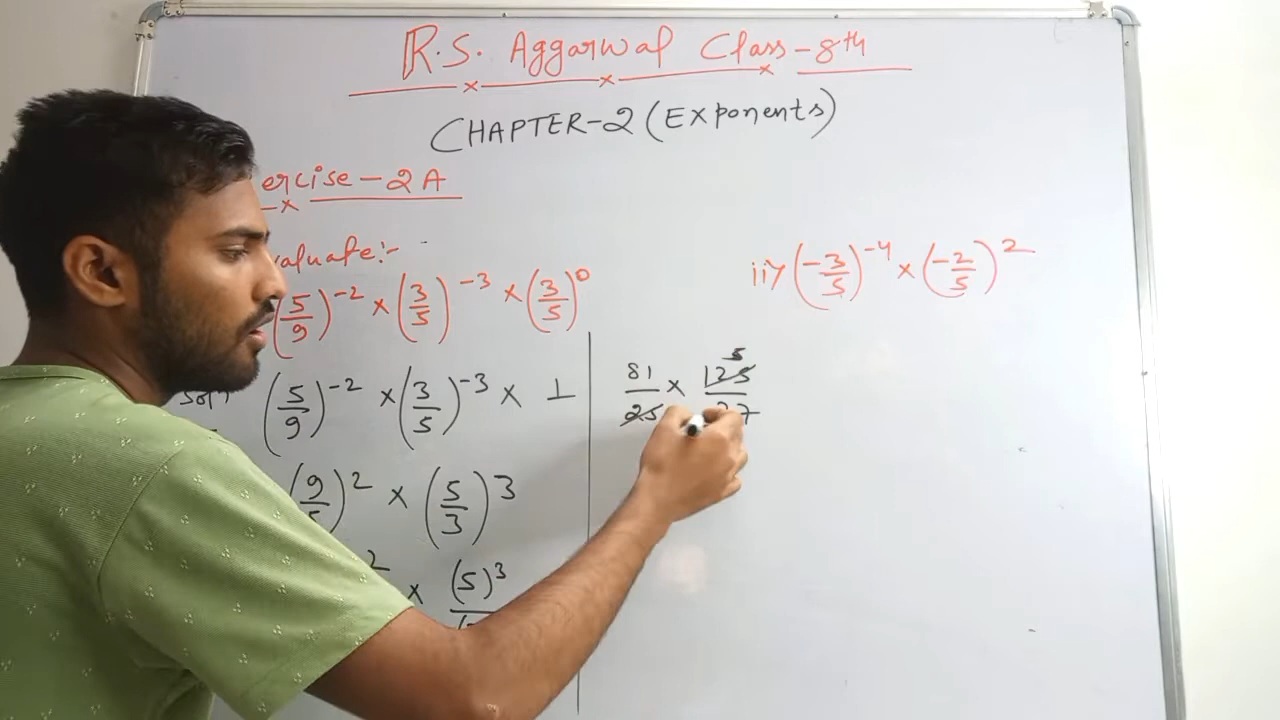 R.S. Aggarwal Class-8th
CHAPTER-2 (Exponents)
ercise-2A
aluate:-
(5/9)^-2 × (3/5)^-3 × (3/5)^0
Sol^n (5/9)^-2 × (3/5)^-3 × 1
(9/5)^2 × (5/3)^3
2 × (5)^3
81/25 × 125/27
5
ii) (-3/5)^-4 × (-2/5)^2